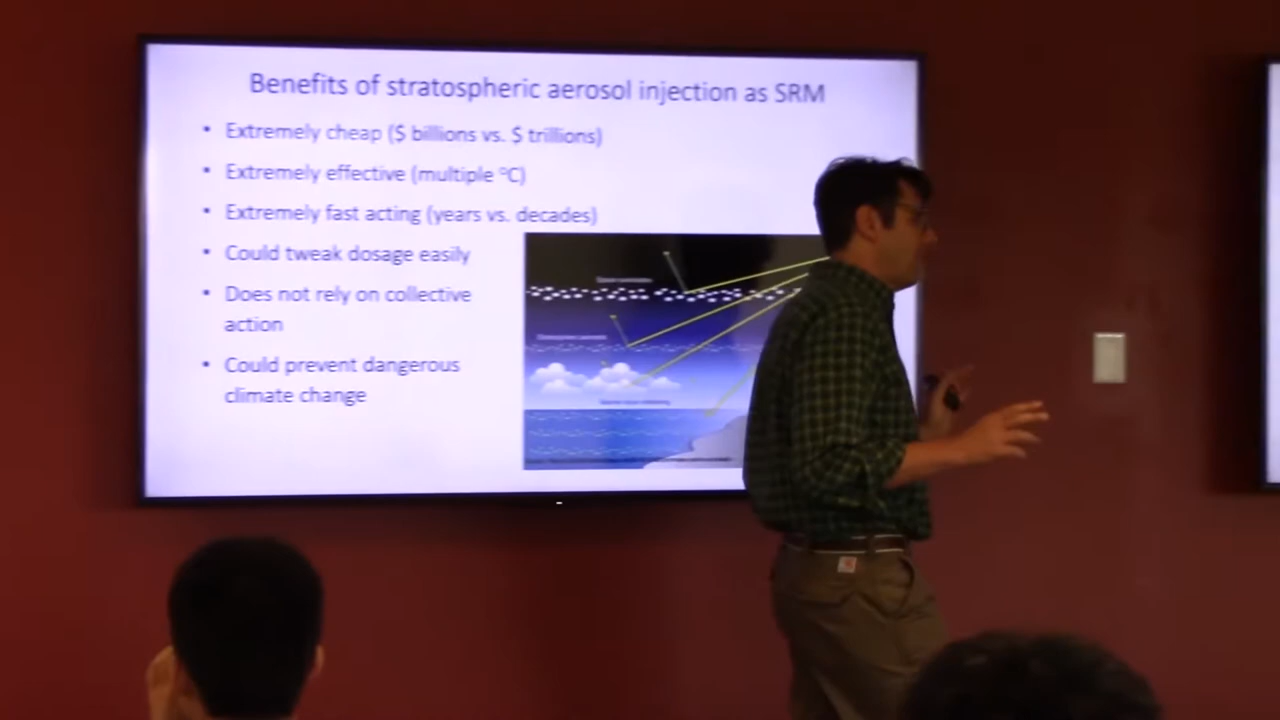 Benefits of stratospheric aerosol injection as SRM
• Extremely cheap ($ billions vs. $ trillions)
• Extremely effective (multiple °C)
• Extremely fast acting (years vs. decades)
• Could tweak dosage easily
• Does not rely on collective
action
• Could prevent dangerous
climate change